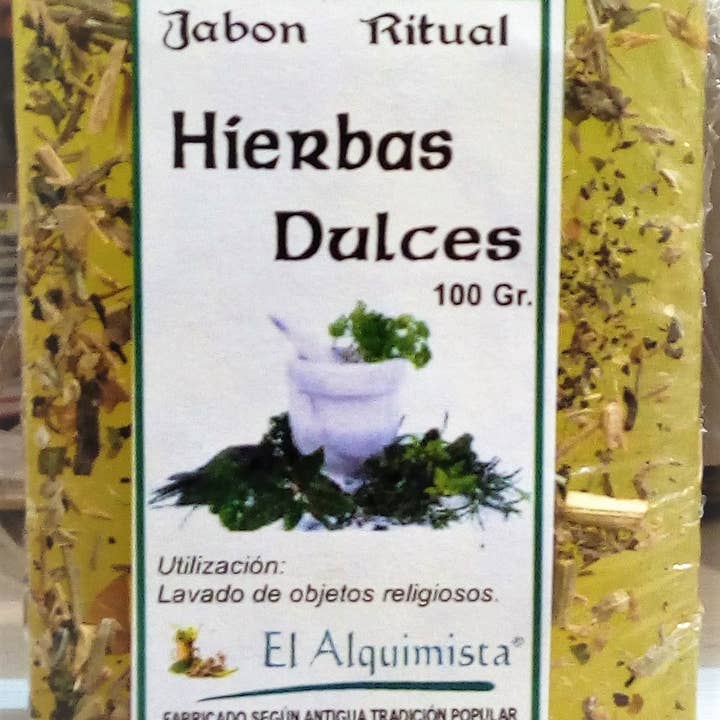 Jabon Ritual
Hierbas
Dulces
100 Gr.
Utilización:
Lavado de objetos religiosos.
El Alquimista®
FABRICADO SEGÚN ANTIGUA TRADICIÓN POPULAR